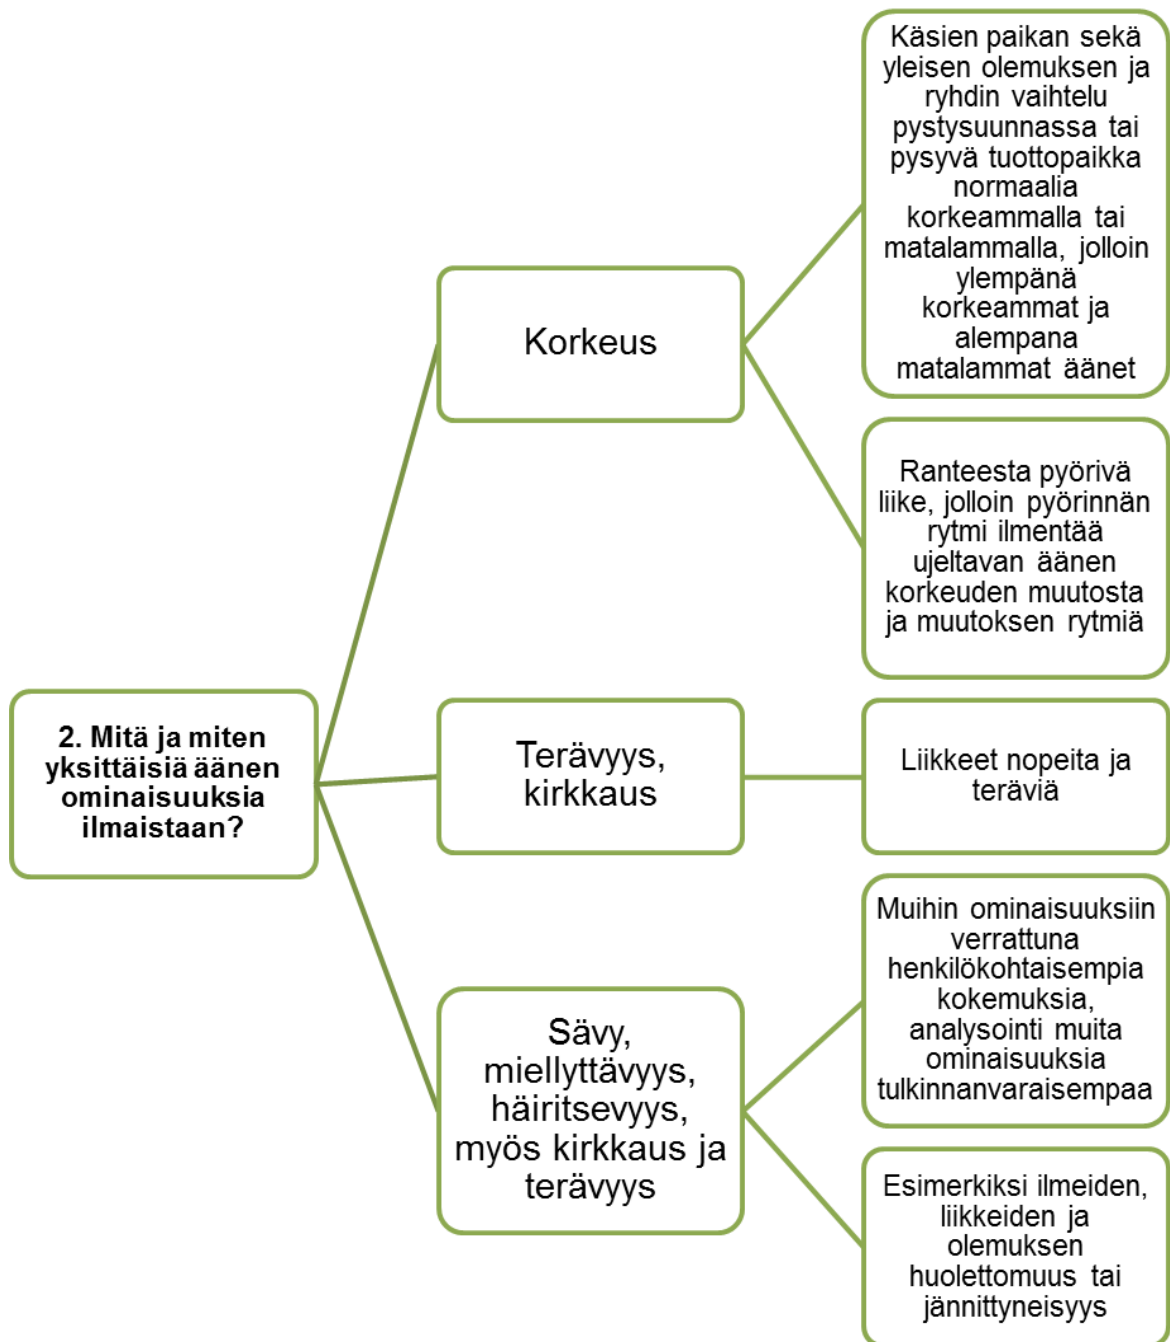 2. Mitä ja miten
yksittäisiä äänen
ominaisuuksia
ilmaistaan?
Korkeus
Käsien paikan sekä
yleisen olemuksen ja
ryhdin vaihtelu
pystysuunnassa tai
pysyvä tuottopaikka
normaalia
korkeammalla tai
matalammalla, jolloin
ylempänä
korkeammat ja
alempana
matalammat äänet
Ranteesta pyörivä
liike, jolloin pyörinnän
rytmi ilmentää
ujeltavan äänen
korkeuden muutosta
ja muutoksen rytmiä
Terävyys,
kirkkaus
Liikkeet nopeita ja
teräviä
Sävy,
miellyttävyys,
häiritsevyys,
myös kirkkaus ja
terävyys
Muihin ominaisuuksiin
verrattuna
henkilökohtaisempia
kokemuksia,
analysointi muita
ominaisuuksia
tulkinnanvaraisempaa
Esimerkiksi ilmeiden,
liikkeiden ja
olemuksen
huolettomuus tai
jännittyneisyys